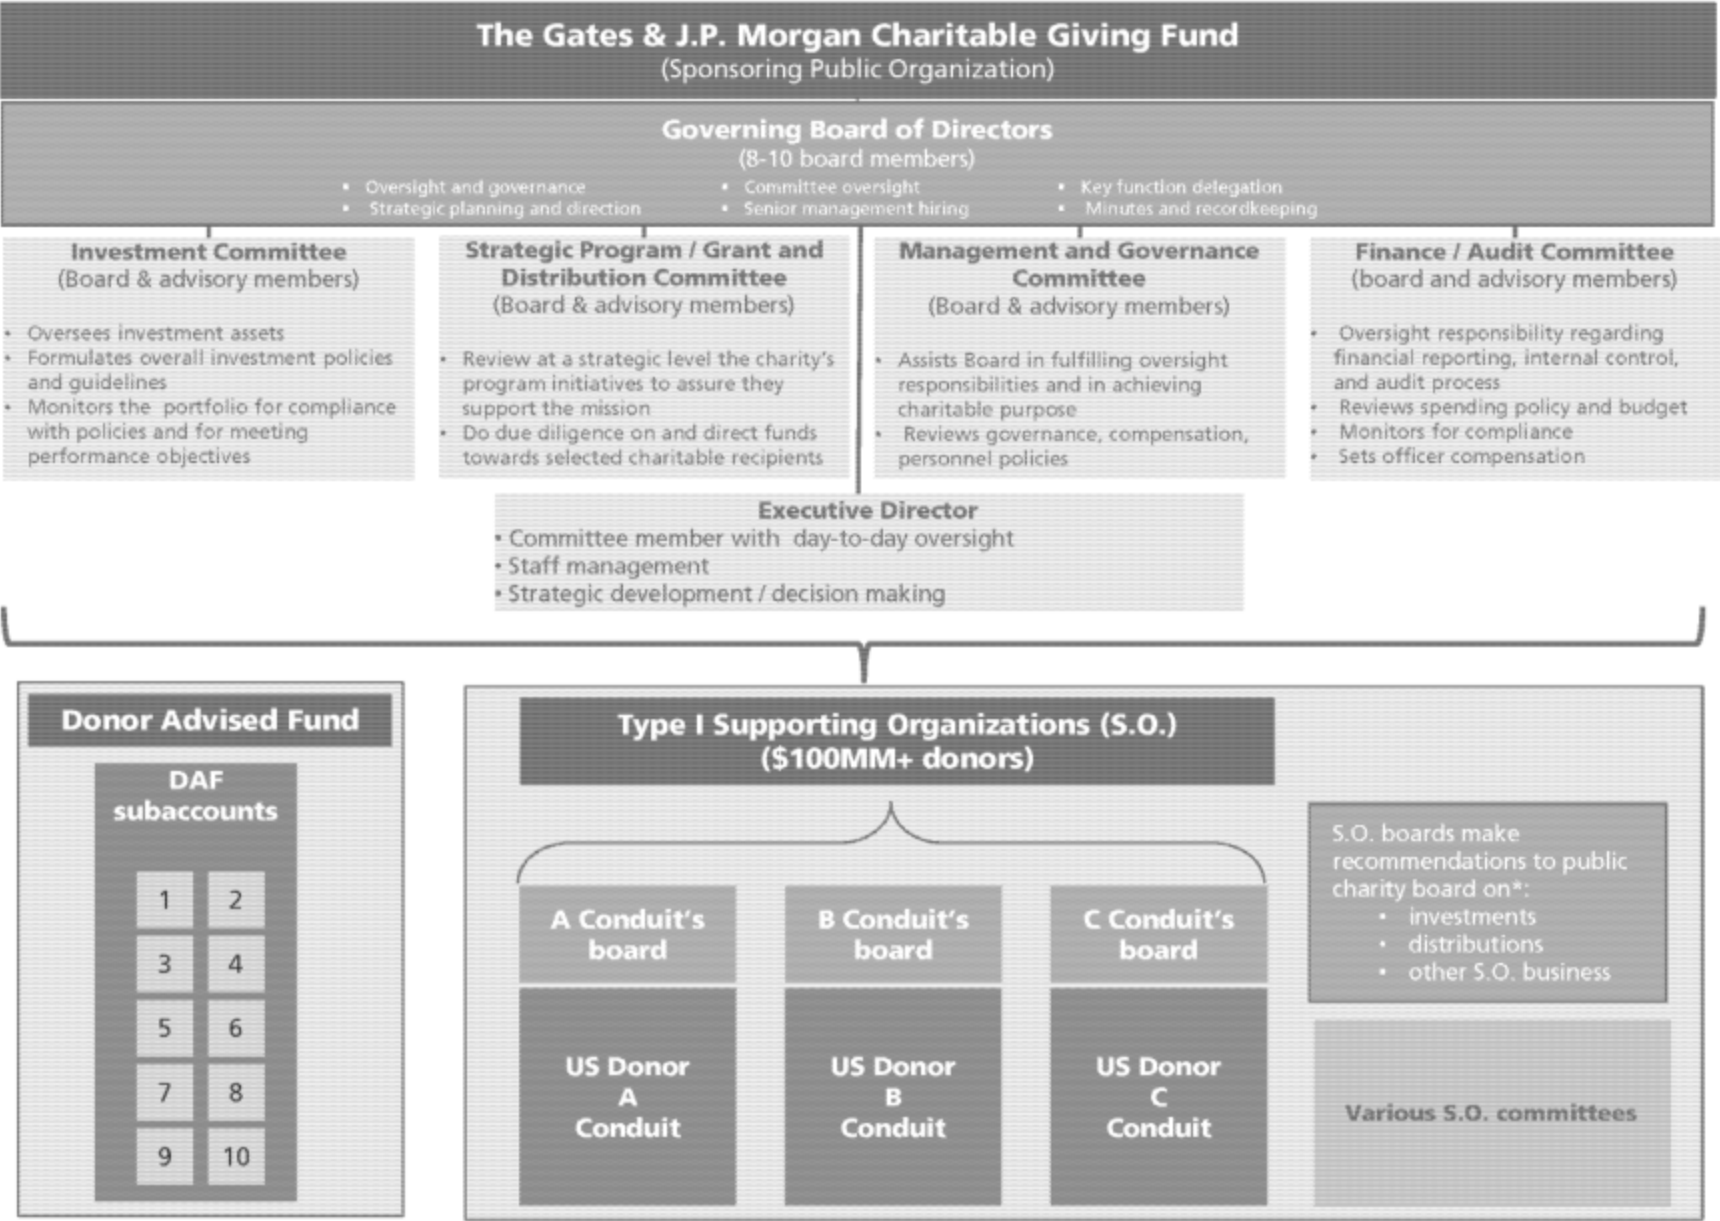 The Gates & J.P. Morgan Charitable Giving Fund
(Sponsoring Public Organization)
Governing Board of Directors
(8-10 board members)
▪ Oversight and governance
▪ Strategic planning and direction
▪ Committee oversight
▪ Senior management hiring
▪ Key function delegation
▪ Minutes and recordkeeping
Investment Committee
(Board & advisory members)
• Oversees investment assets
• Formulates overall investment policies
and guidelines
• Monitors the portfolio for compliance
with policies and for meeting
performance objectives
Strategic Program / Grant and
Distribution Committee
(Board & advisory members)
• Review at a strategic level the charity's
program initiatives to assure they
support the mission
• Do due diligence on and direct funds
towards selected charitable recipients
Management and Governance
Committee
(Board & advisory members)
• Assists Board in fulfilling oversight
responsibilities and in achieving
charitable purpose
• Reviews governance, compensation,
personnel policies
Finance / Audit Committee
(board and advisory members)
• Oversight responsibility regarding
financial reporting, internal control,
and audit process
• Reviews spending policy and budget
• Monitors for compliance
• Sets officer compensation
Executive Director
• Committee member with day-to-day oversight
• Staff management
• Strategic development / decision making
Donor Advised Fund
DAF
subaccounts
1 2
3 4
5 6
7 8
9 10
Type I Supporting Organizations (S.O.)
($100MM+ donors)
A Conduit's
board
B Conduit's
board
C Conduit's
board
US Donor
A
Conduit
US Donor
B
Conduit
US Donor
C
Conduit
S.O. boards make
recommendations to public
charity board on*:
• investments
• distributions
• other S.O. business
Various S.O. committees